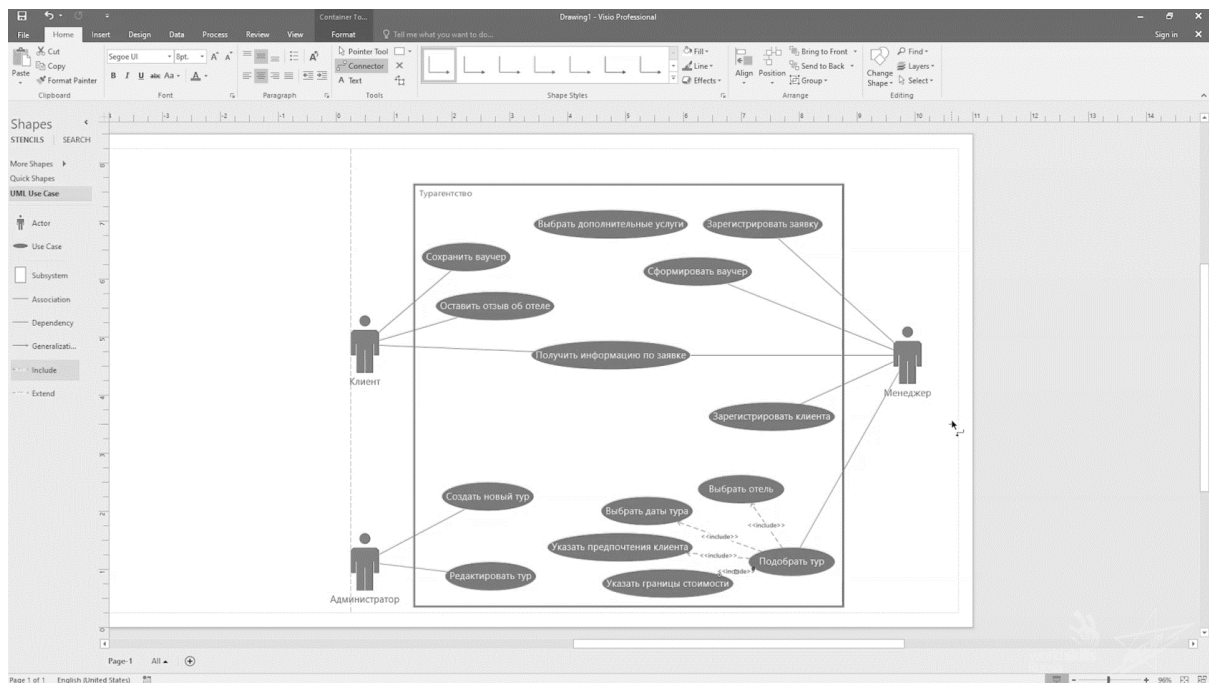 Container To...
Drawing1 - Visio Professional
File Home Insert Design Data Process Review View Format Tell me what you want to do...
Sign in
Paste
Cut
Copy
Format Painter
Clipboard
Segoe UI 8pt.
B I U abc Aa A
Font
Paragraph
Pointer Tool
Connector
A Text
Tools
Shape Styles
Fill
Line
Effects
Align Position
Bring to Front
Send to Back
Group
Arrange
Change Shape
Find
Layers
Select
Editing
Shapes
STENCILS SEARCH
More Shapes
Quick Shapes
UML Use Case
Actor
Use Case
Subsystem
Association
Dependency
Generalizati...
Include
Extend
Турагентство
Выбрать дополнительные услуги
Зарегистрировать заявку
Сохранить ваучер
Сформировать ваучер
Оставить отзыв об отеле
Получить информацию по заявке
Клиент
Менеджер
Зарегистрировать клиента
Создать новый тур
Выбрать отель
Выбрать даты тура
<<include>>
<<include>>
Указать предпочтения клиента
<<include>>
Подобрать тур
<<include>>
Редактировать тур
Указать границы стоимости
Администратор
Page-1 All
Page 1 of 1 English (United States)
96%